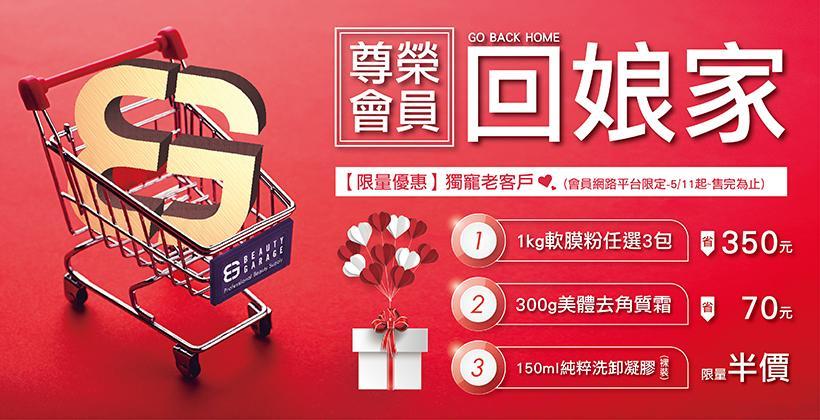 GO BACK HOME
尊榮
會員
回娘家
【限量優惠】獨寵老客戶 (會員網路平台限定-5/11起-售完為止)
1 1kg軟膜粉任選3包 省 350元
2 300g美體去角質霜 省 70元
3 150ml純粹洗卸凝膠(裸裝) 限量半價
BEAUTY
GARAGE
Professional Beauty Supply